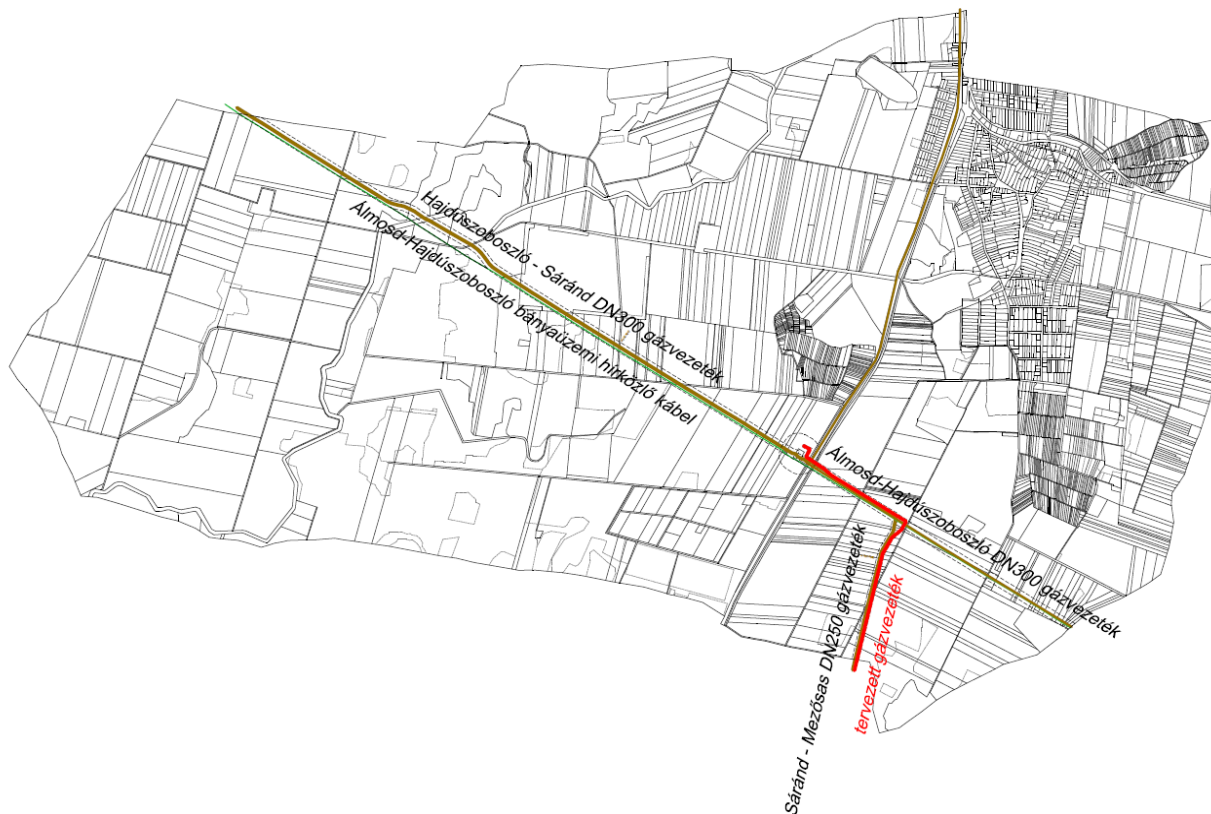 Hajdúszoboszló - Sáránd DN300 gázvezeték
Álmosd-Hajdúszoboszló bányaüzemi hírközlő kábel
Álmosd-Hajdúszoboszló DN300 gázvezeték
Sáránd - Mezősas DN250 gázvezeték
tervezett gázvezeték